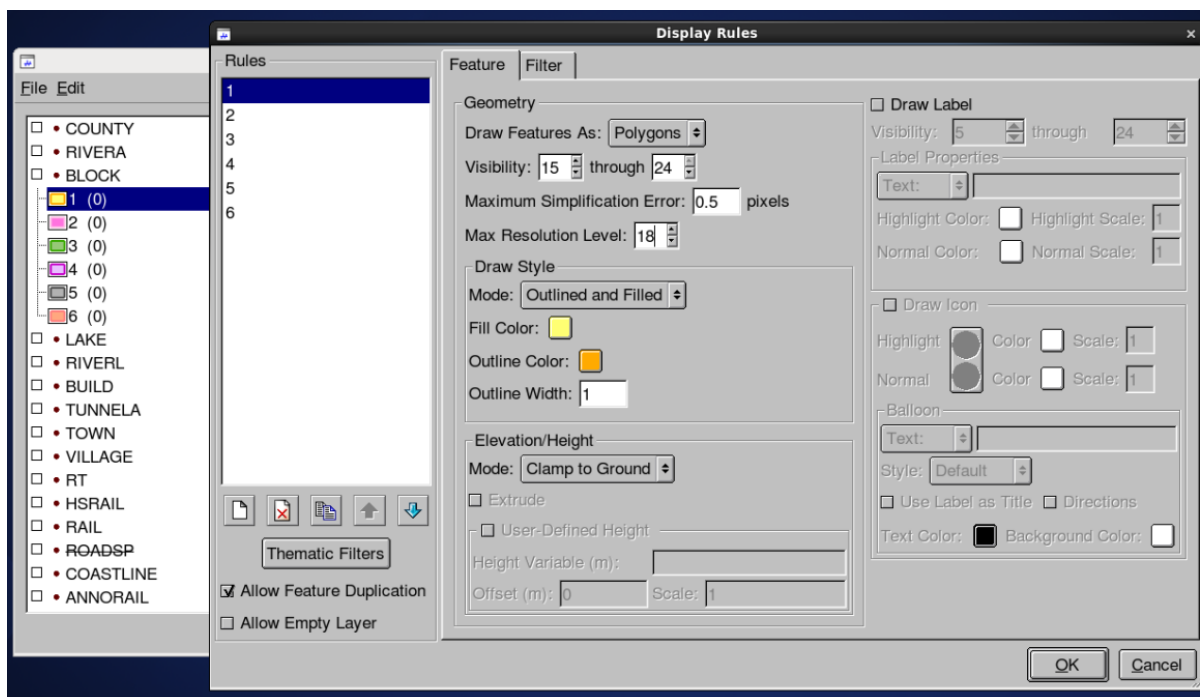 Display Rules
File Edit
COUNTY
RIVERA
BLOCK
1 (0)
2 (0)
3 (0)
4 (0)
5 (0)
6 (0)
LAKE
RIVERL
BUILD
TUNNELA
TOWN
VILLAGE
RT
HSRAIL
RAIL
ROADSP
COASTLINE
ANNORAIL
Rules
1
2
3
4
5
6
Thematic Filters
Allow Feature Duplication
Allow Empty Layer
Feature Filter
Geometry
Draw Features As: Polygons
Visibility: 15 through 24
Maximum Simplification Error: 0.5 pixels
Max Resolution Level: 18
Draw Style
Mode: Outlined and Filled
Fill Color:
Outline Color:
Outline Width: 1
Elevation/Height
Mode: Clamp to Ground
Extrude
User-Defined Height
Height Variable (m):
Offset (m): 0 Scale: 1
Draw Label
Visibility: 5 through 24
Label Properties
Text:
Highlight Color: Highlight Scale: 1
Normal Color: Normal Scale: 1
Draw Icon
Highlight Color Scale: 1
Normal Color Scale: 1
Balloon
Text:
Style: Default
Use Label as Title Directions
Text Color: Background Color:
OK Cancel